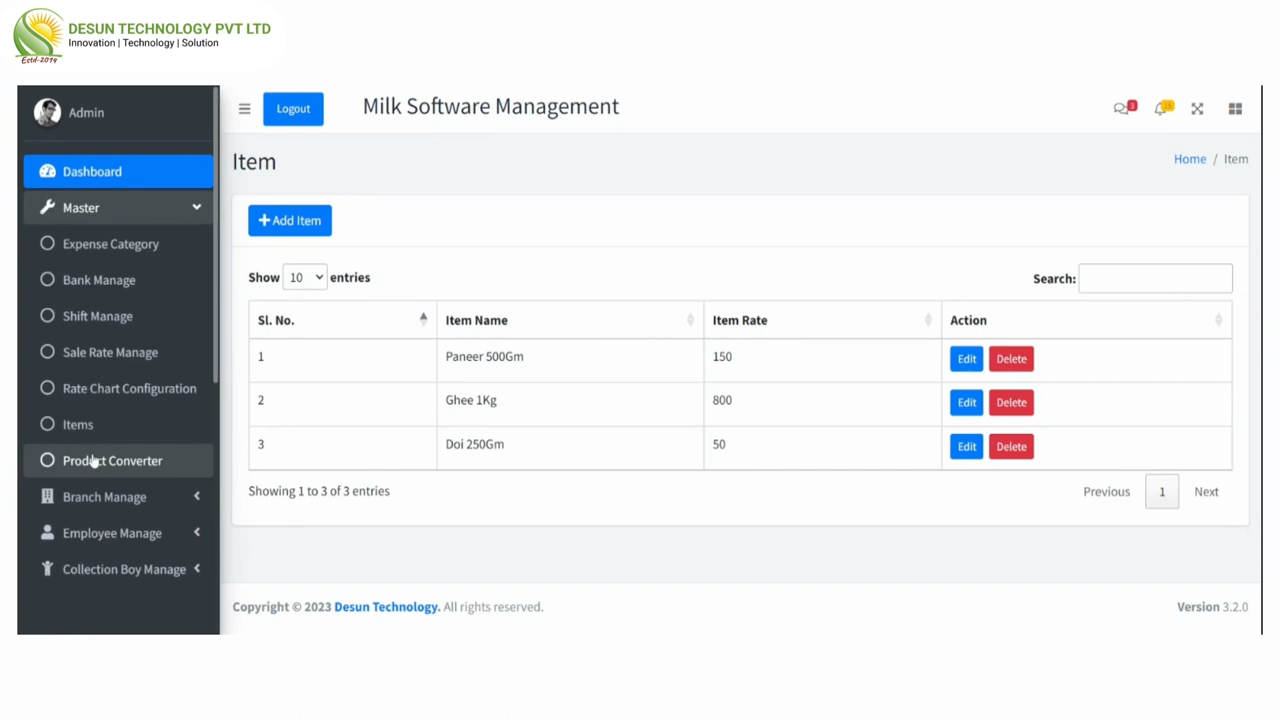 DESUN TECHNOLOGY PVT LTD
Innovation | Technology | Solution
Estd-2014
Admin
Logout
Milk Software Management
3
15
Dashboard
Item
Home / Item
Master
Add Item
Expense Category
Bank Manage
Show 10 entries
Search:
Shift Manage
Sl. No. Item Name Item Rate Action
Sale Rate Manage
1 Paneer 500Gm 150 Edit Delete
Rate Chart Configuration
2 Ghee 1Kg 800 Edit Delete
Items
3 Doi 250Gm 50 Edit Delete
Product Converter
Showing 1 to 3 of 3 entries
Previous 1 Next
Branch Manage
Employee Manage
Collection Boy Manage
Copyright © 2023 Desun Technology. All rights reserved.
Version 3.2.0